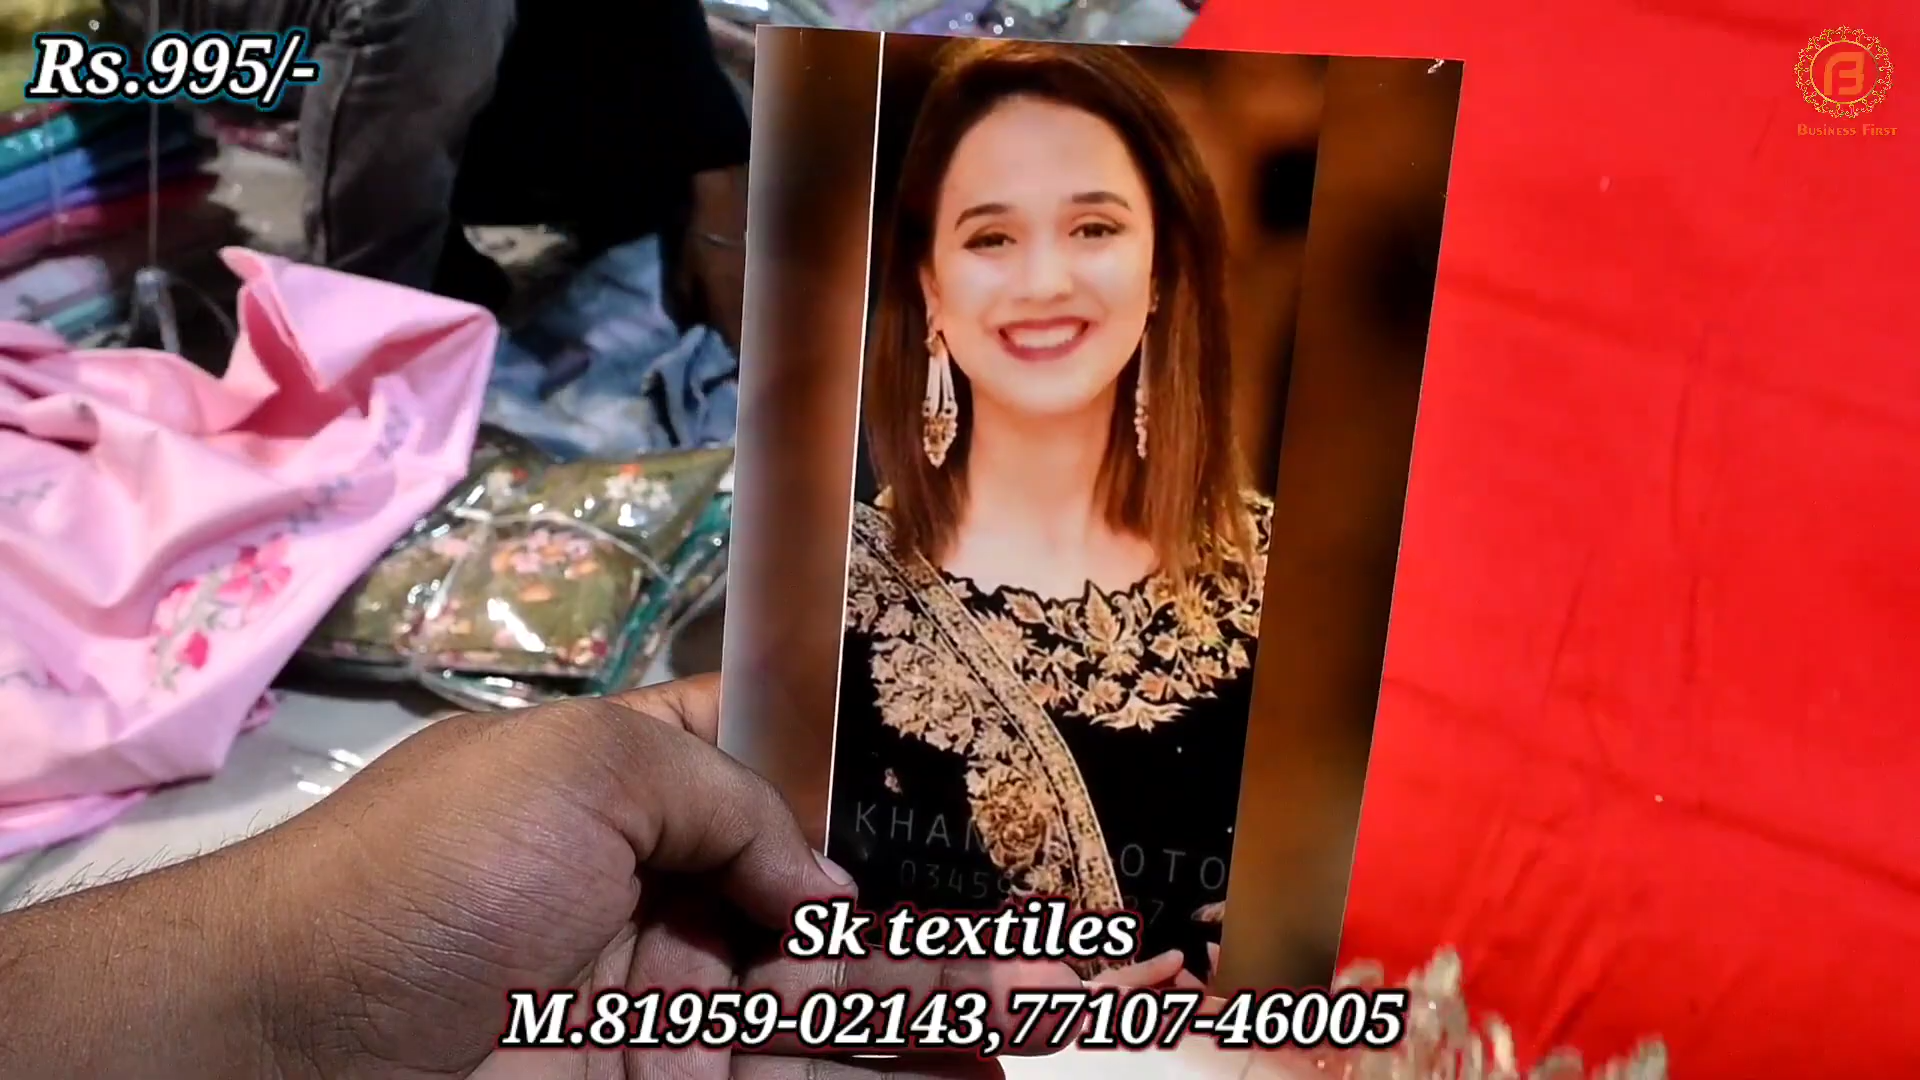 Rs.995/-
Business First
Sk textiles
M.81959-02143,77107-46005